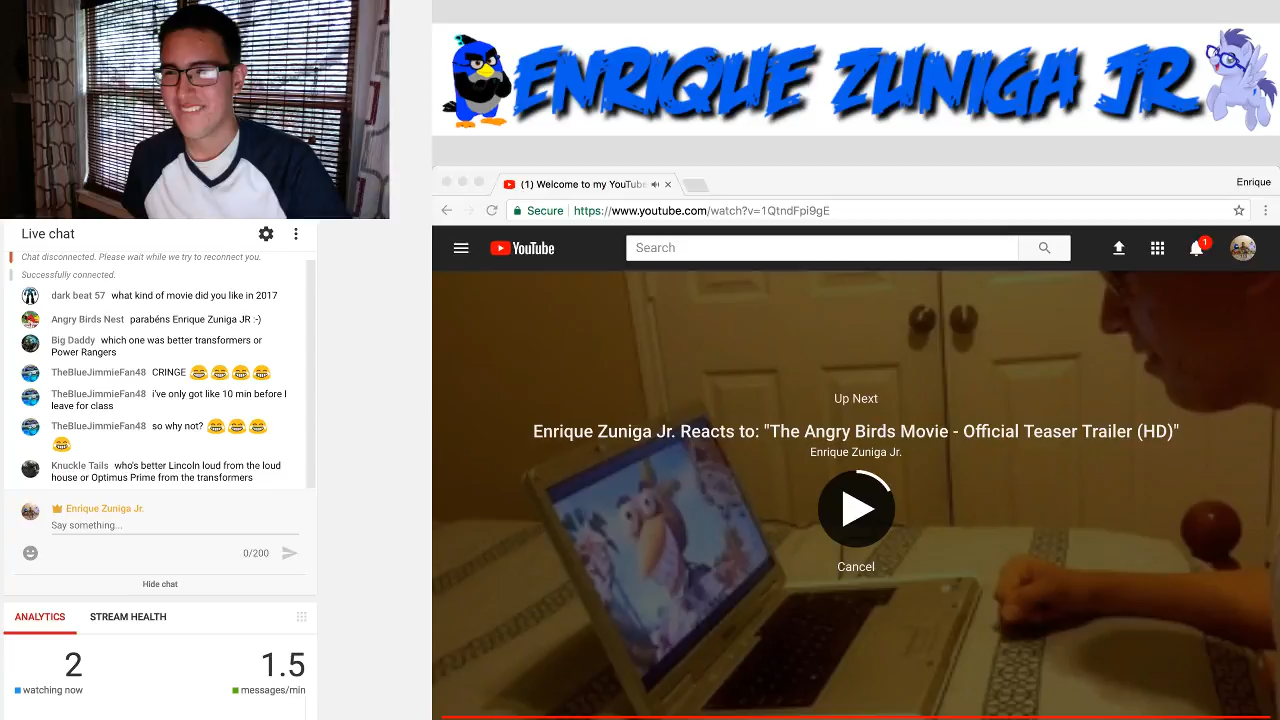 ENRIQUE ZUNIGA JR
(1) Welcome to my YouTube
Enrique
Secure https://www.youtube.com/watch?v=1QtndFpi9gE
YouTube
Search
1
Up Next
Enrique Zuniga Jr. Reacts to: "The Angry Birds Movie - Official Teaser Trailer (HD)"
Enrique Zuniga Jr.
Cancel
Live chat
Chat disconnected. Please wait while we try to reconnect you.
Successfully connected.
dark beat 57 what kind of movie did you like in 2017
Angry Birds Nest parabéns Enrique Zuniga JR :-)
Big Daddy which one was better transformers or
Power Rangers
TheBlueJimmieFan48 CRINGE 😂😂😂😂
TheBlueJimmieFan48 i've only got like 10 min before I
leave for class
TheBlueJimmieFan48 so why not? 😂😂😂
😂
Knuckle Tails who's better Lincoln loud from the loud
house or Optimus Prime from the transformers
Enrique Zuniga Jr.
Say something...
0/200
Hide chat
ANALYTICS STREAM HEALTH
2 1.5
watching now messages/min